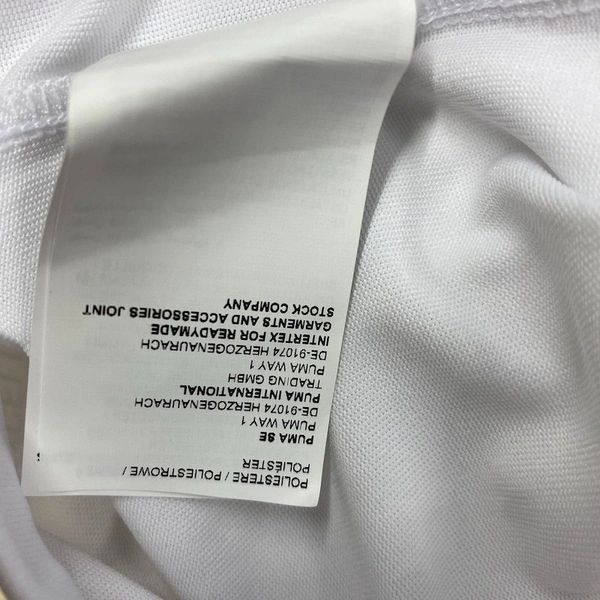 POLIESTERE / POLIESTROWE /
POLIÉSTER
PUMA SE
PUMA WAY 1
DE-91074 HERZOGENAURACH
PUMA INTERNATIONAL
TRADING GMBH
PUMA WAY 1
DE-91074 HERZOGENAURACH
INTERTEX FOR READYMADE
GARMENTS AND ACCESSORIES JOINT
STOCK COMPANY